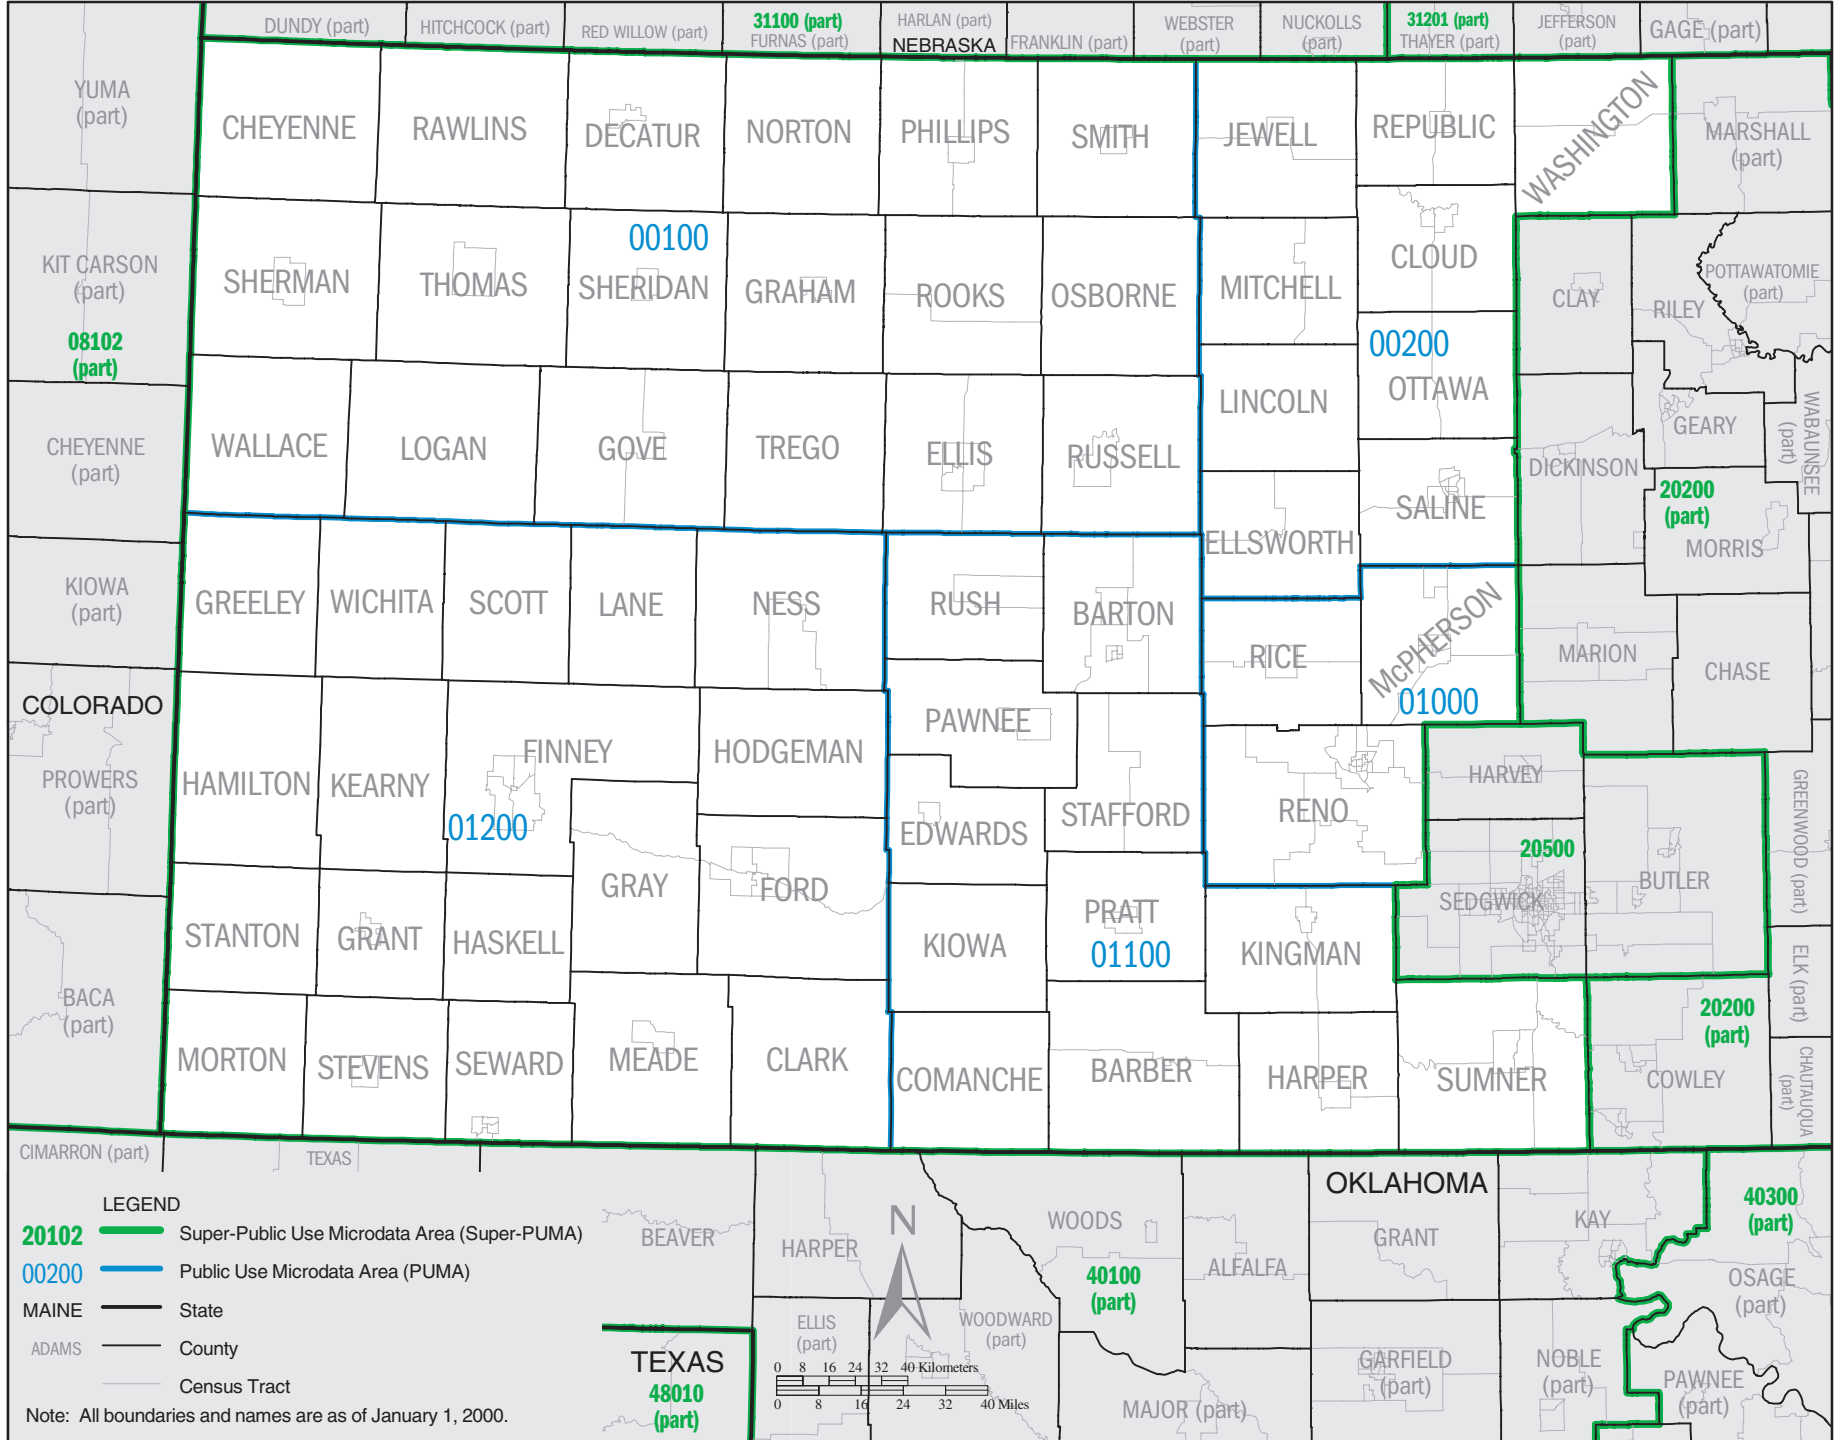 DUNDY (part)
HITCHCOCK (part)
RED WILLOW (part)
31100 (part)
FURNAS (part)
HARLAN (part)
NEBRASKA
FRANKLIN (part)
WEBSTER
(part)
NUCKOLLS
(part)
31201 (part)
THAYER (part)
JEFFERSON
(part)
GAGE (part)
YUMA
(part)
CHEYENNE
RAWLINS
DECATUR
NORTON
PHILLIPS
SMITH
JEWELL
REPUBLIC
WASHINGTON
MARSHALL
(part)
KIT CARSON
(part)
08102
(part)
00100
SHERMAN
THOMAS
SHERIDAN
GRAHAM
ROOKS
OSBORNE
MITCHELL
CLOUD
CLAY
RILEY
POTTAWATOMIE
(part)
00200
OTTAWA
LINCOLN
GEARY
WABAUNSEE
(part)
CHEYENNE
(part)
WALLACE
LOGAN
GOVE
TREGO
ELLIS
RUSSELL
ELLSWORTH
SALINE
DICKINSON
20200
(part)
MORRIS
KIOWA
(part)
GREELEY
WICHITA
SCOTT
LANE
NESS
RUSH
BARTON
RICE
McPHERSON
01000
MARION
CHASE
COLORADO
PROWERS
(part)
HAMILTON
KEARNY
FINNEY
01200
HODGEMAN
PAWNEE
EDWARDS
STAFFORD
RENO
HARVEY
20500
SEDGWICK
BUTLER
GREENWOOD (part)
STANTON
GRANT
HASKELL
GRAY
FORD
KIOWA
PRATT
01100
KINGMAN
ELK (part)
BACA
(part)
MORTON
STEVENS
SEWARD
MEADE
CLARK
COMANCHE
BARBER
HARPER
SUMNER
20200
(part)
COWLEY
CHAUTAUQUA
(part)
CIMARRON (part)
TEXAS
OKLAHOMA
BEAVER
HARPER
N
WOODS
40100
(part)
ALFALFA
GRANT
KAY
40300
(part)
OSAGE
(part)
ELLIS
(part)
WOODWARD
(part)
TEXAS
48010
(part)
MAJOR (part)
GARFIELD
(part)
NOBLE
(part)
PAWNEE
(part)
0 8 16 24 32 40 Kilometers
0 8 16 24 32 40 Miles
LEGEND
20102 Super-Public Use Microdata Area (Super-PUMA)
00200 Public Use Microdata Area (PUMA)
MAINE State
ADAMS County
Census Tract
Note: All boundaries and names are as of January 1, 2000.